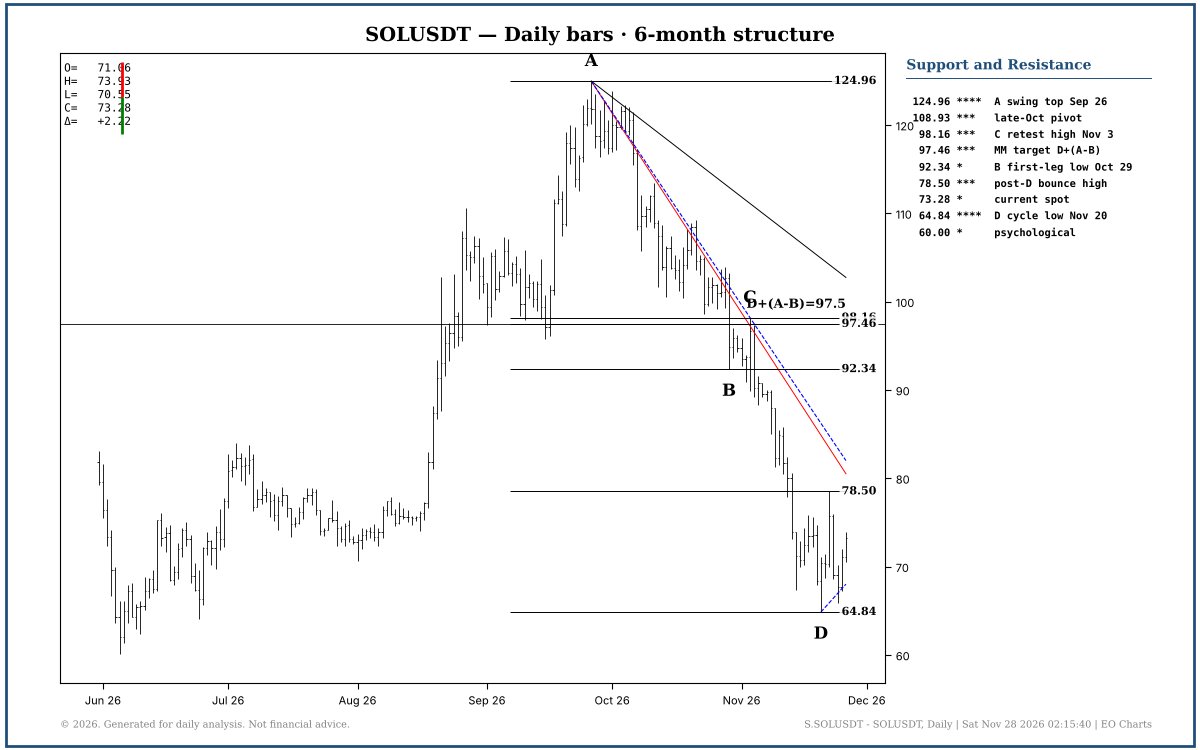 SOLUSDT — Daily bars · 6-month structure
O= 71.06
H= 73.93
L= 70.55
C= 73.28
Δ= +2.22
A
124.96
120
110
100
C
D+(A-B)=97.5
98.16
97.46
92.34
90
B
80
78.50
70
64.84
D
60
Jun 26 Jul 26 Aug 26 Sep 26 Oct 26 Nov 26 Dec 26
Support and Resistance
124.96 **** A swing top Sep 26
108.93 *** late-Oct pivot
98.16 *** C retest high Nov 3
97.46 *** MM target D+(A-B)
92.34 * B first-leg low Oct 29
78.50 *** post-D bounce high
73.28 * current spot
64.84 **** D cycle low Nov 20
60.00 * psychological
© 2026. Generated for daily analysis. Not financial advice.
S.SOLUSDT - SOLUSDT, Daily | Sat Nov 28 2026 02:15:40 | EO Charts